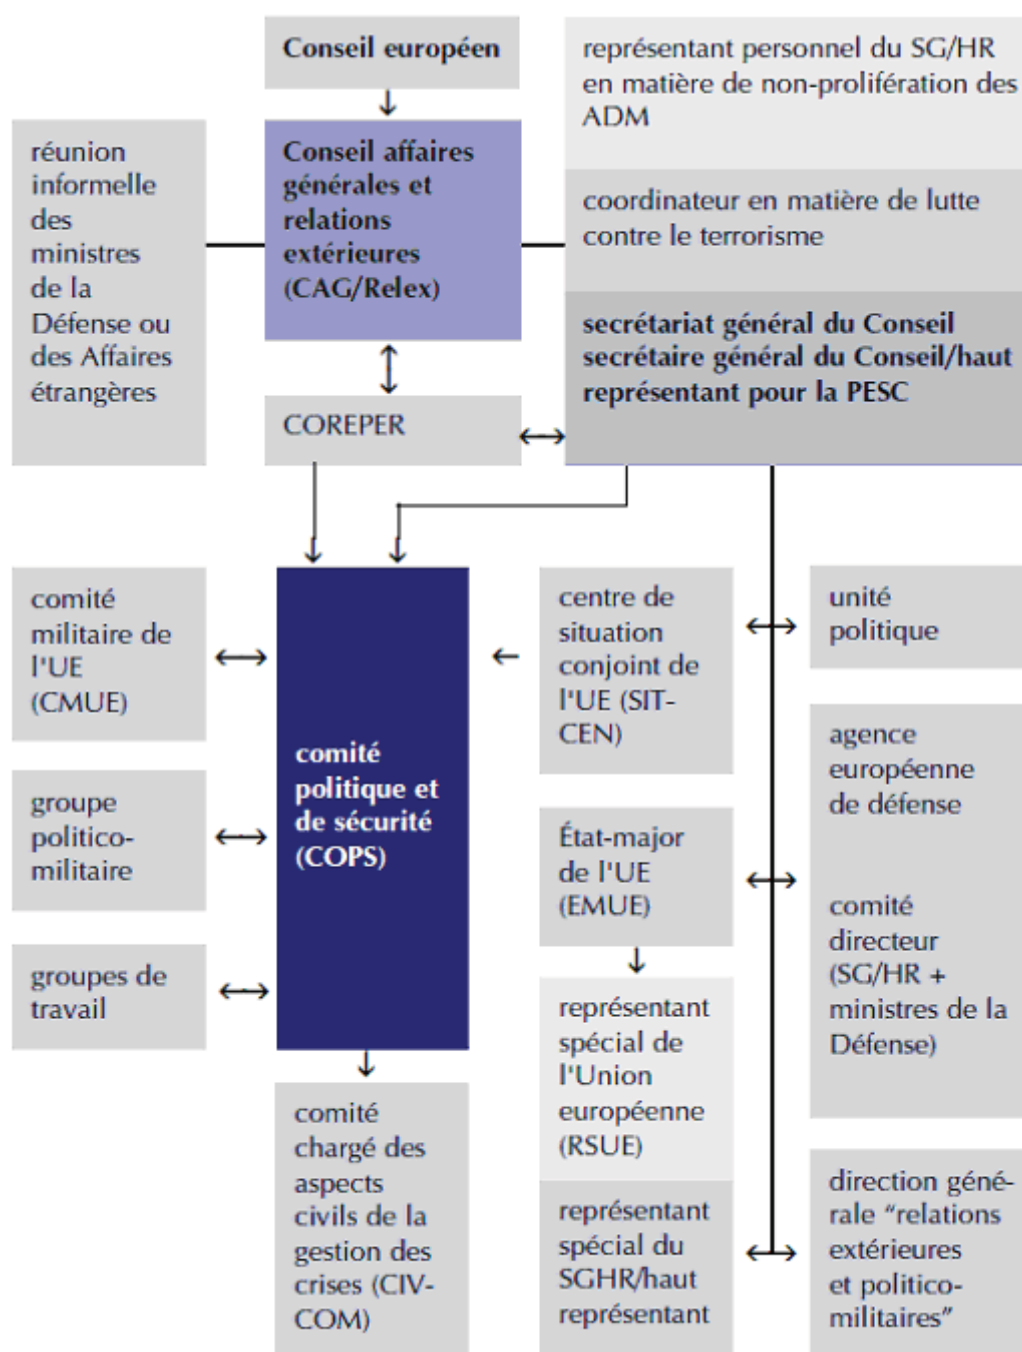 Conseil européen
représentant personnel du SG/HR
en matière de non-prolifération des
ADM
réunion
informelle
des
ministres
de la
Défense ou
des Affaires
étrangères
Conseil affaires
générales et
relations
extérieures
(CAG/Relex)
coordinateur en matière de lutte
contre le terrorisme
secrétariat général du Conseil
secrétaire général du Conseil/haut
représentant pour la PESC
COREPER
comité
militaire de
l'UE
(CMUE)
groupe
politico-
militaire
groupes de
travail
comité
politique et
de sécurité
(COPS)
comité
chargé des
aspects
civils de la
gestion des
crises (CIV-
COM)
centre de
situation
conjoint de
l'UE (SIT-
CEN)
État-major
de l'UE
(EMUE)
représentant
spécial de
l'Union
européenne
(RSUE)
représentant
spécial du
SGHR/haut
représentant
unité
politique
agence
européenne
de défense
comité
directeur
(SG/HR +
ministres de la
Défense)
direction géné-
rale “relations
extérieures
et politico-
militaires”